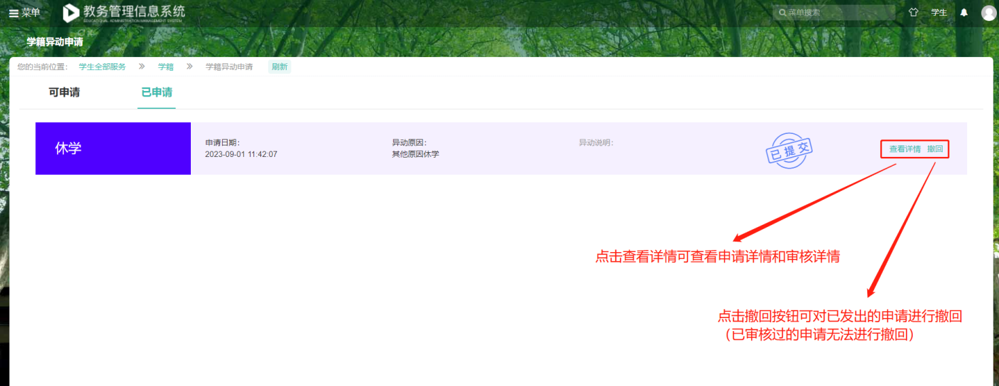 菜单
教务管理信息系统
EDUCATIONAL ADMINISTRATION MANAGEMENT SYSTEM
菜单搜索
学生
学籍异动申请
您的当前位置: 学生全部服务 » 学籍 » 学籍异动申请 刷新
可申请 已申请
休学
申请日期:
2023-09-01 11:42:07
异动原因:
其他原因休学
异动说明:
已提交
查看详情 撤回
点击查看详情可查看申请详情和审核详情
点击撤回按钮可对已发出的申请进行撤回
（已审核过的申请无法进行撤回）